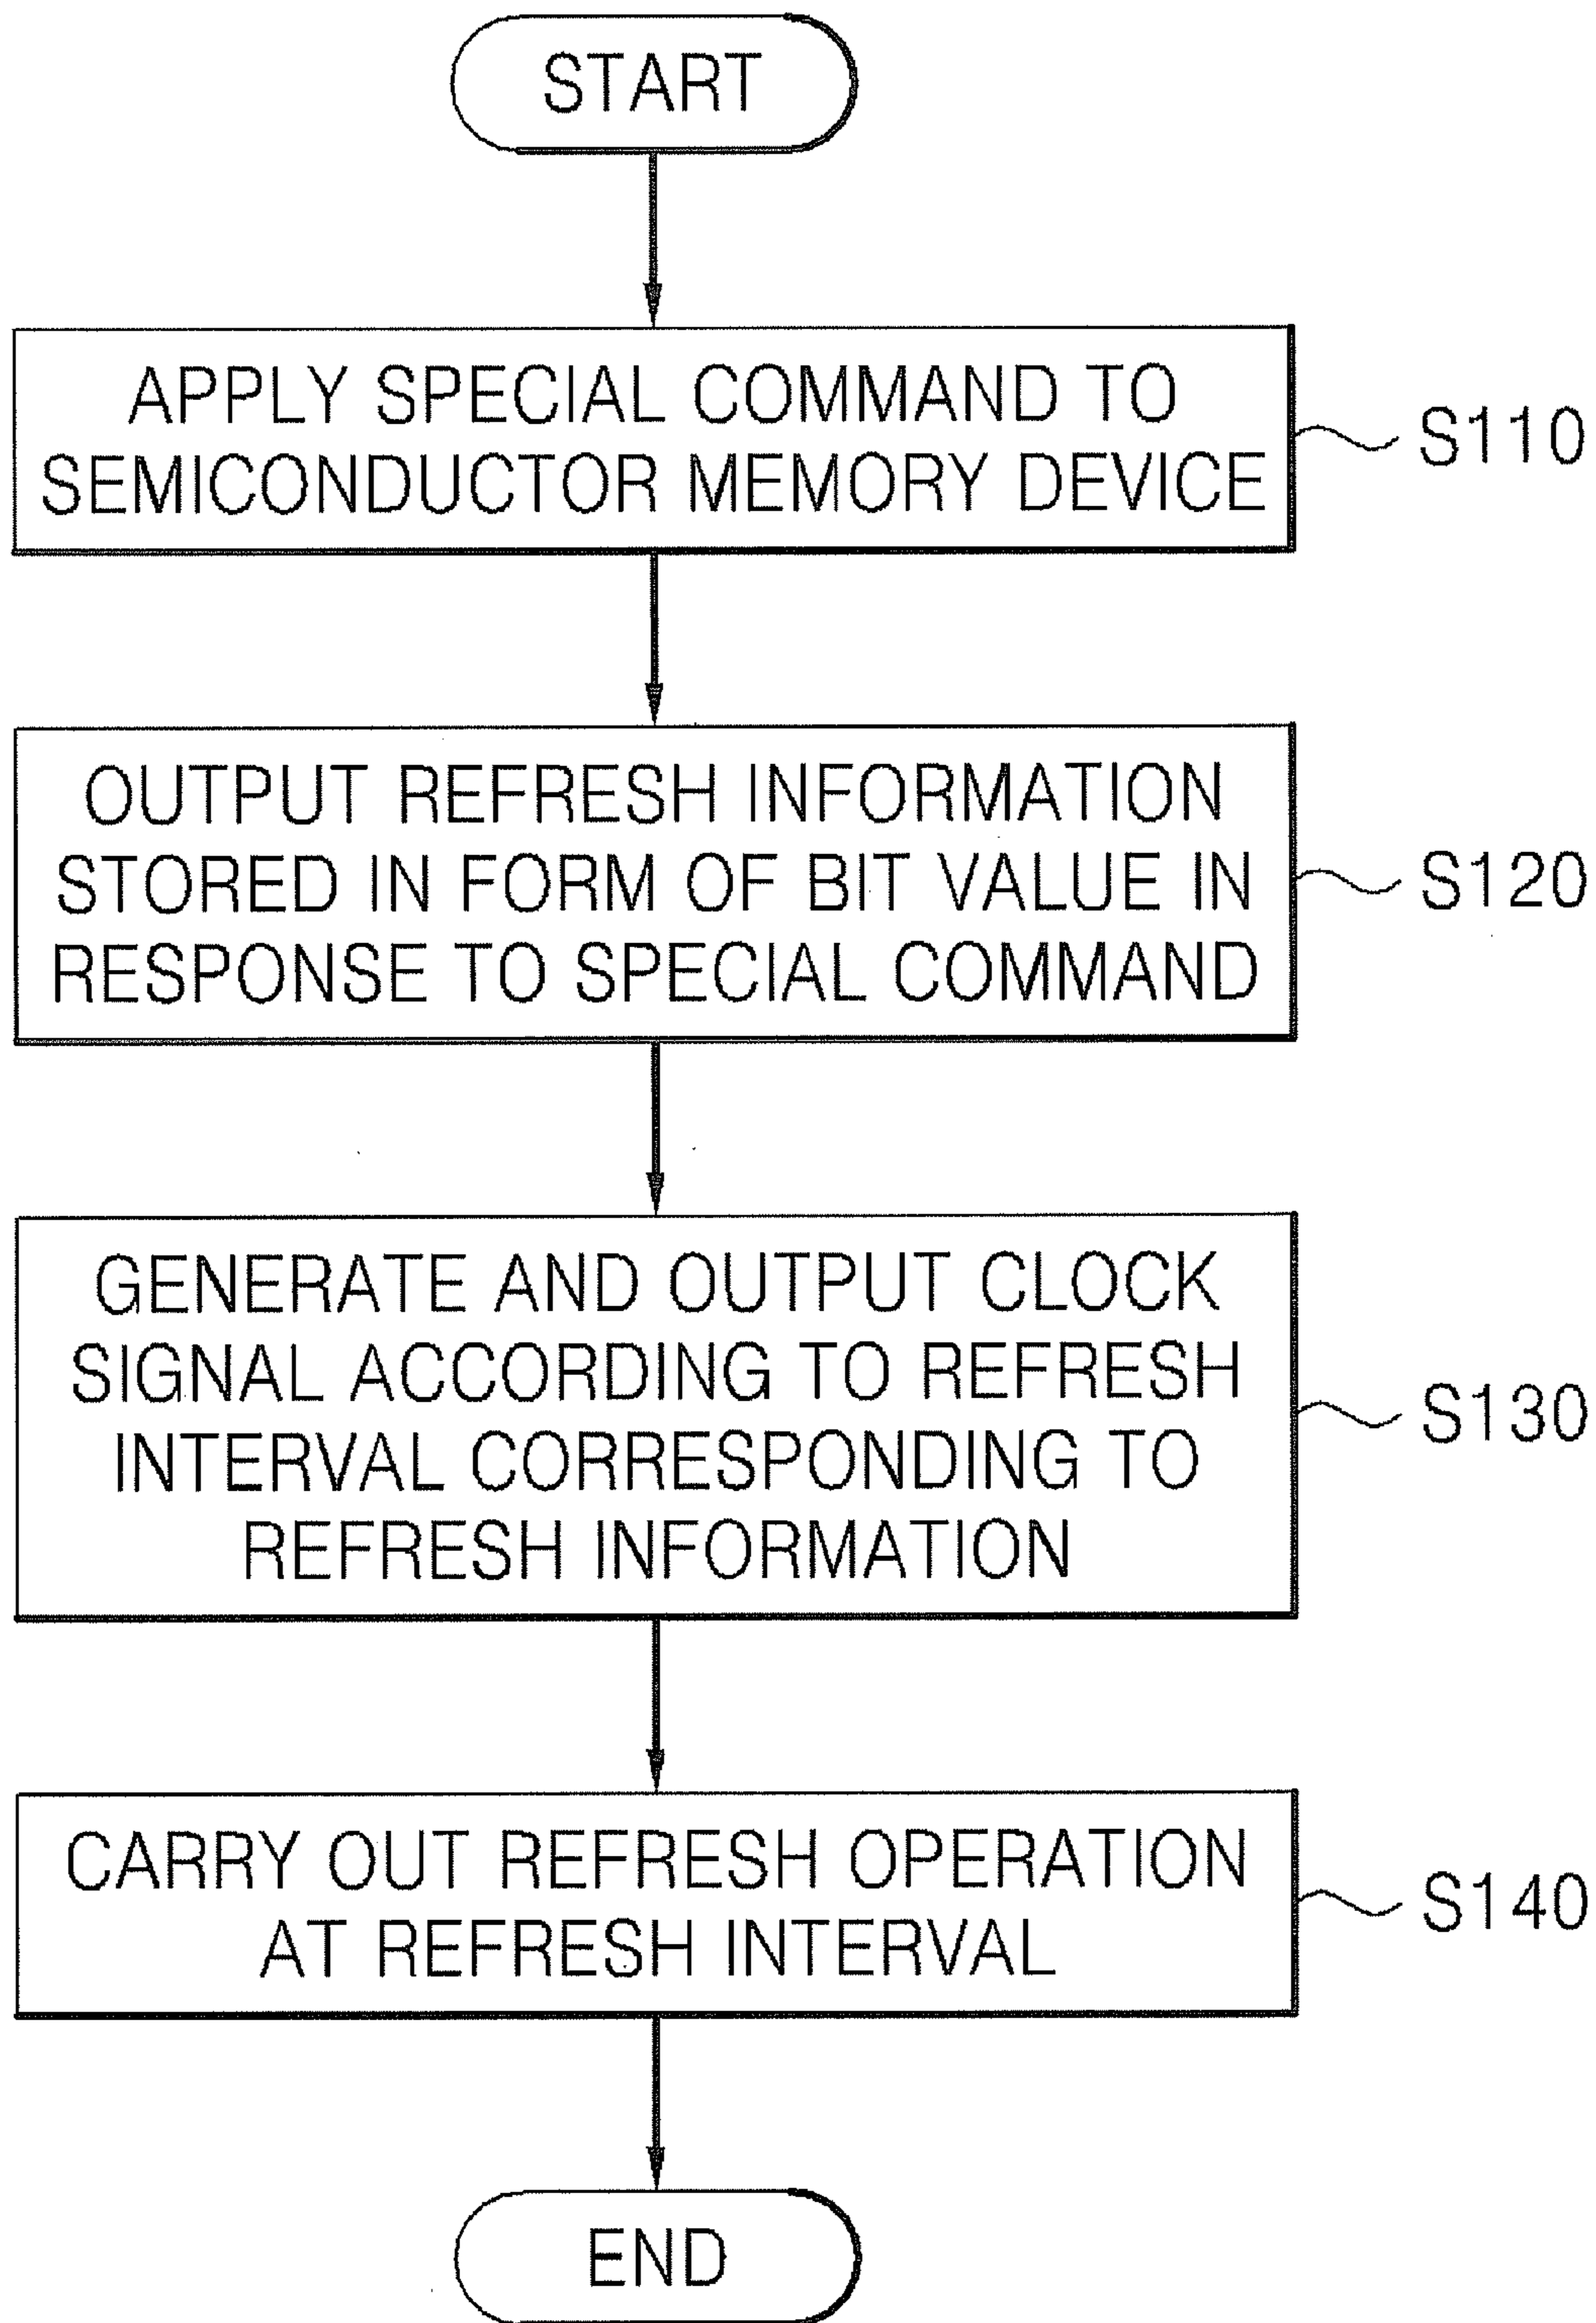 START
APPLY SPECIAL COMMAND TO
SEMICONDUCTOR MEMORY DEVICE
S110
OUTPUT REFRESH INFORMATION
STORED IN FORM OF BIT VALUE IN
RESPONSE TO SPECIAL COMMAND
S120
GENERATE AND OUTPUT CLOCK
SIGNAL ACCORDING TO REFRESH
INTERVAL CORRESPONDING TO
REFRESH INFORMATION
S130
CARRY OUT REFRESH OPERATION
AT REFRESH INTERVAL
S140
END